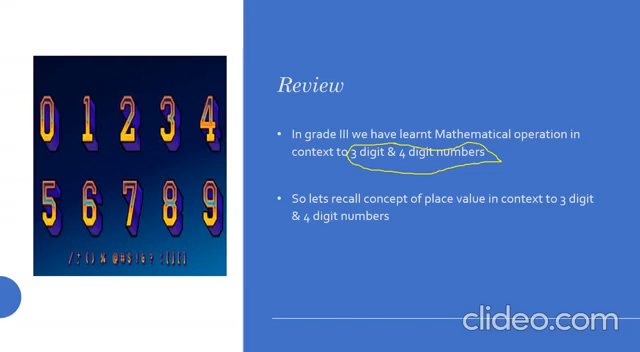 0 1 2 3 4
5 6 7 8 9
Review
• In grade III we have learnt Mathematical operation in
context to 3 digit & 4 digit numbers
• So lets recall concept of place value in context to 3 digit
& 4 digit numbers
clideo.com